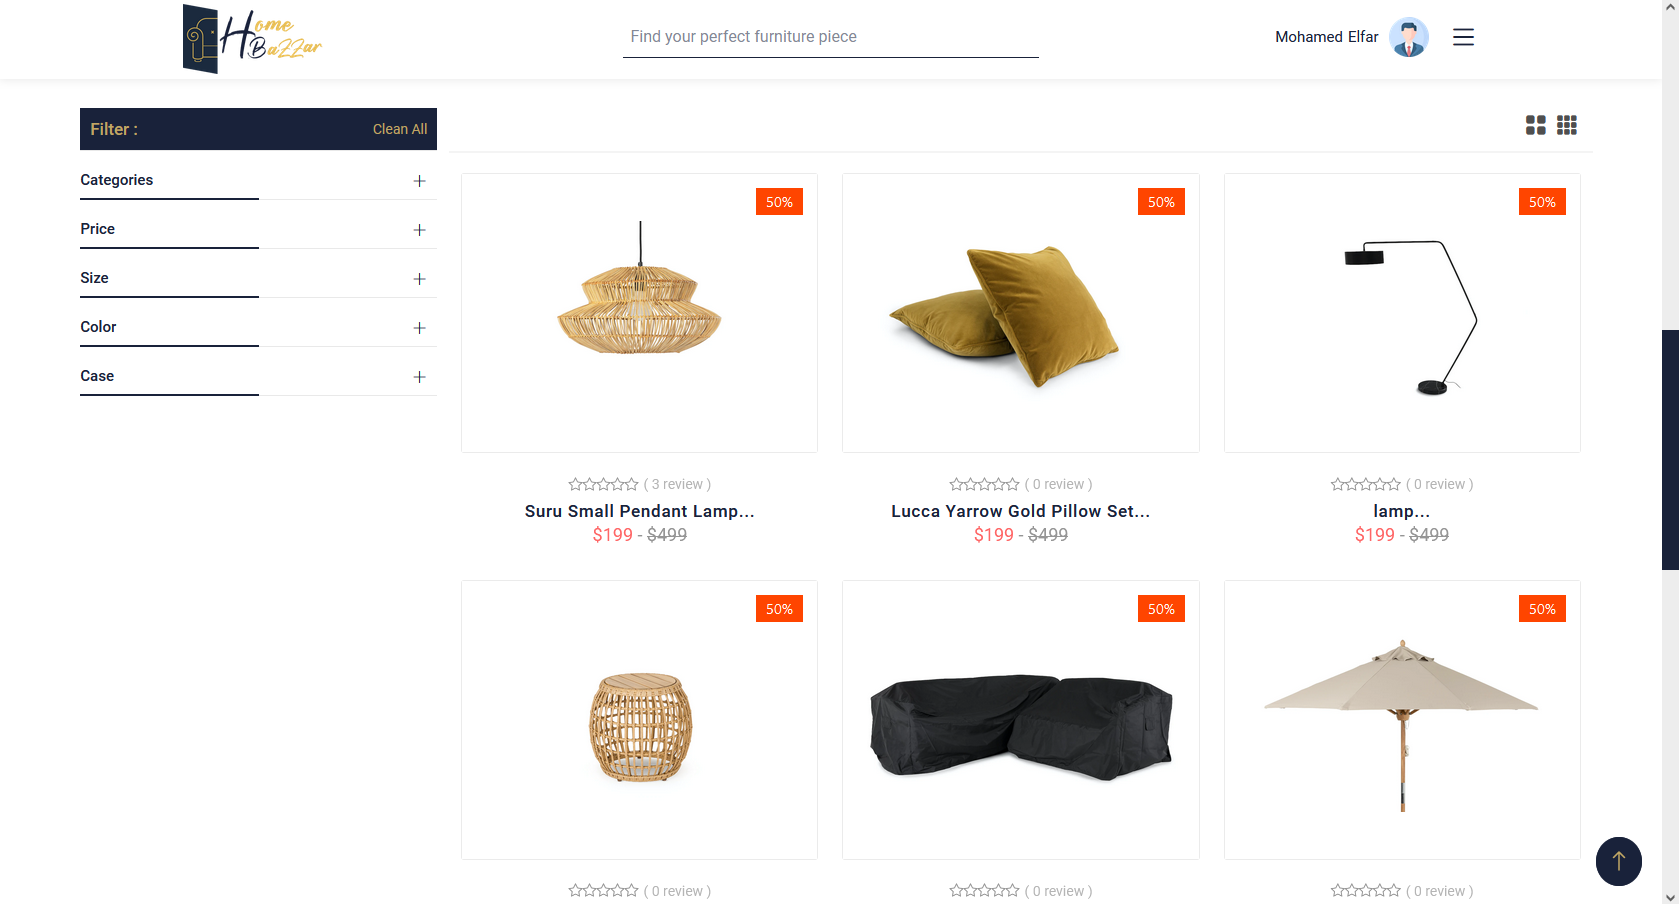 Home
BaZZar
Find your perfect furniture piece
Mohamed Elfar
Filter :
Clean All
Categories
Price
Size
Color
Case
50%
50%
50%
( 3 review )
( 0 review )
( 0 review )
Suru Small Pendant Lamp...
Lucca Yarrow Gold Pillow Set...
lamp...
$199 - $499
$199 - $499
$199 - $499
50%
50%
50%
( 0 review )
( 0 review )
( 0 review )